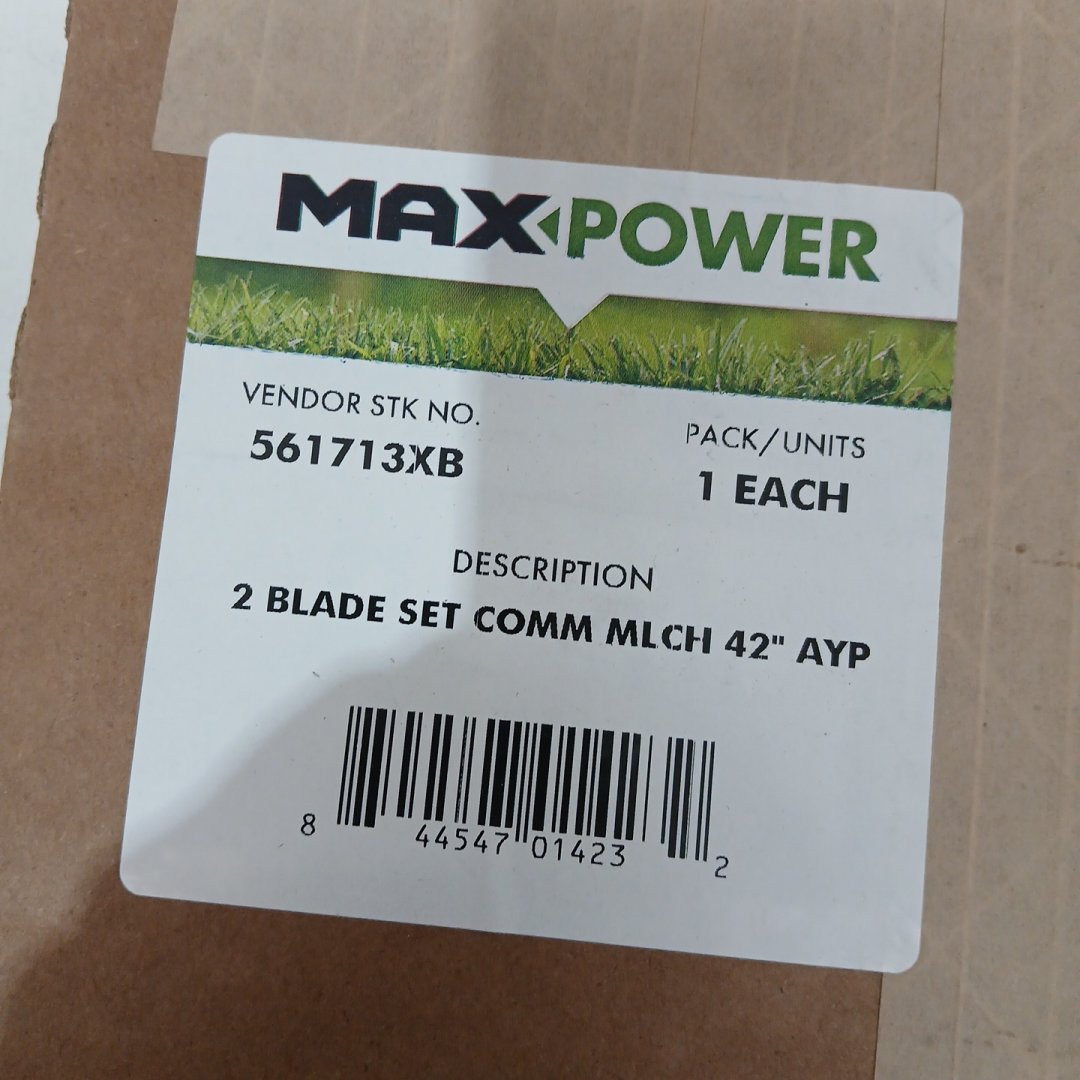 MAX POWER
VENDOR STK NO.
561713XB
PACK/UNITS
1 EACH
DESCRIPTION
2 BLADE SET COMM MLCH 42" AYP
8 44547 01423 2